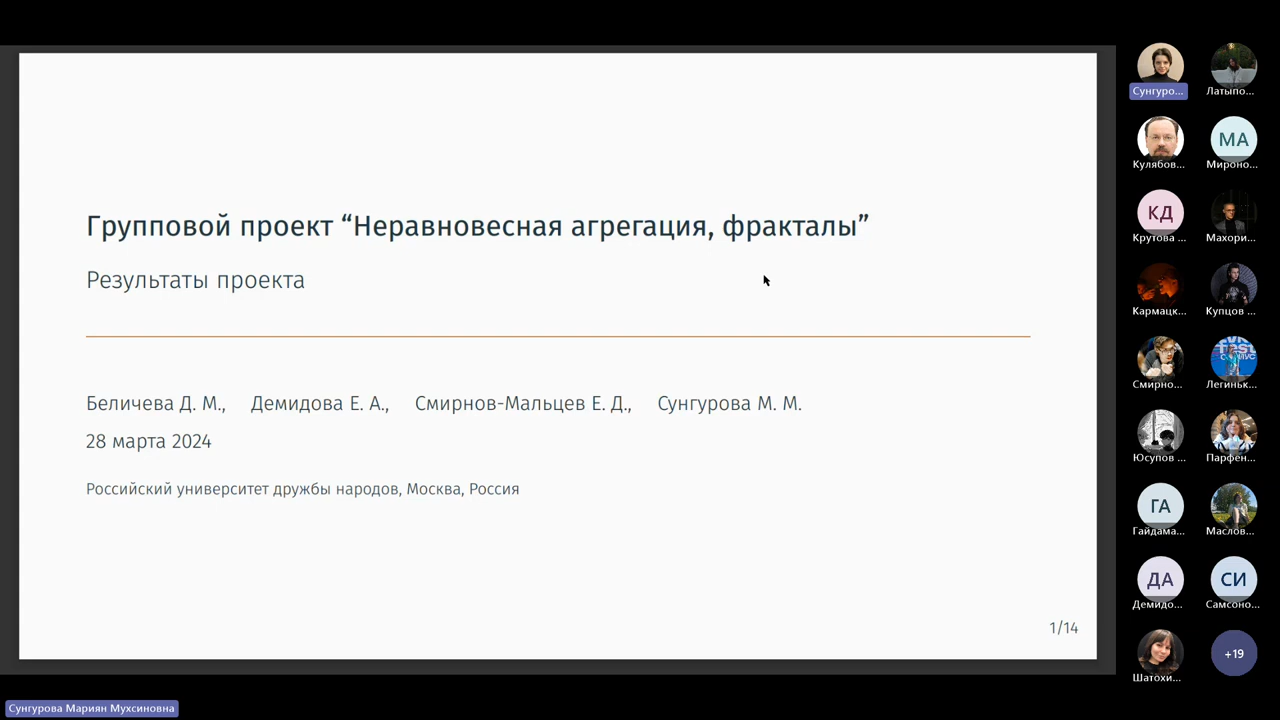 Групповой проект “Неравновесная агрегация, фракталы”
Результаты проекта
Беличева Д. М., Демидова Е. А., Смирнов-Мальцев Е. Д., Сунгурова М. М.
28 марта 2024
Российский университет дружбы народов, Москва, Россия
1/14
Сунгуро... Латыпо...
Кулябов... МА Мироно...
КД Крутова ... Махори...
Кармацк... Купцов ...
Смирно... Легиньк...
Юсупов ... Парфен...
ГА Гайдама... Маслов...
ДА Демидо... СИ Самсоно...
Шатохи... +19
Сунгурова Мариян Мухсиновна